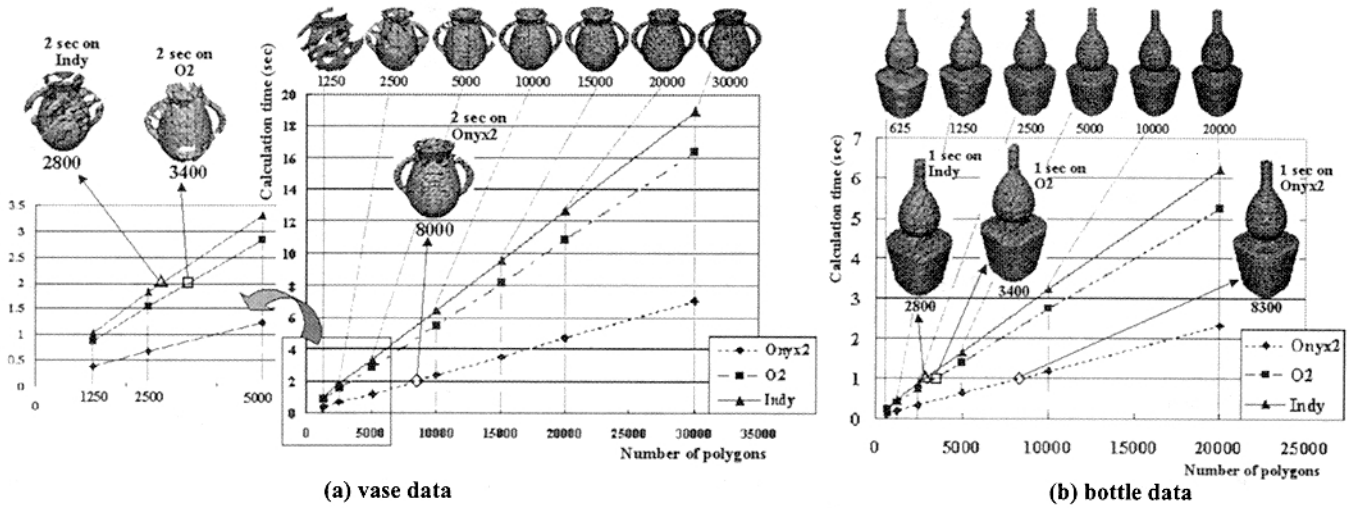 2 sec on
Indy
2800
2 sec on
O2
3400
3.5
3
2.5
2
1.5
1
0.5
0
0
1250
2500
5000
1250
2500
5000
10000
15000
20000
30000
Calculation time (sec)
20
18
16
14
12
10
8
6
4
2
0
2 sec on
Onyx2
8000
Onyx2
O2
Indy
0
5000
10000
15000
20000
25000
30000
35000
Number of polygons
(a) vase data
625
1250
2500
5000
10000
20000
Calculation time (sec)
7
6
5
4
3
2
1
0
1 sec on
Indy
2800
1 sec on
O2
3400
1 sec on
Onyx2
8300
Onyx2
O2
Indy
0
5000
10000
15000
20000
25000
Number of polygons
(b) bottle data